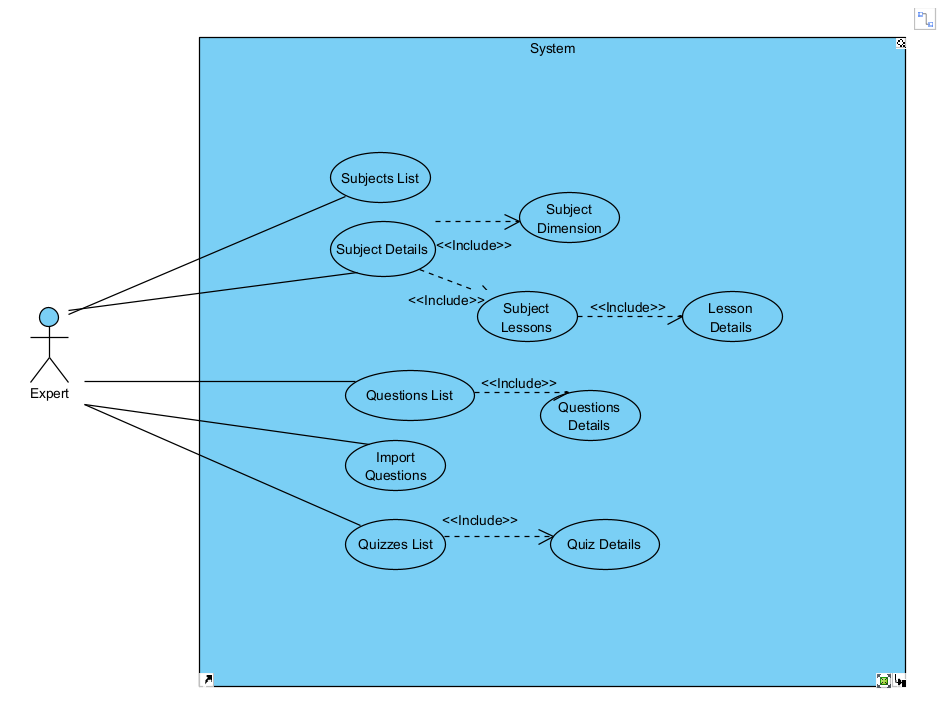 System
Subjects List
Subject
Dimension
Subject Details
<<Include>>
<<Include>>
Subject
Lessons
<<Include>>
Lesson
Details
Expert
Questions List
<<Include>>
Questions
Details
Import
Questions
<<Include>>
Quizzes List
Quiz Details